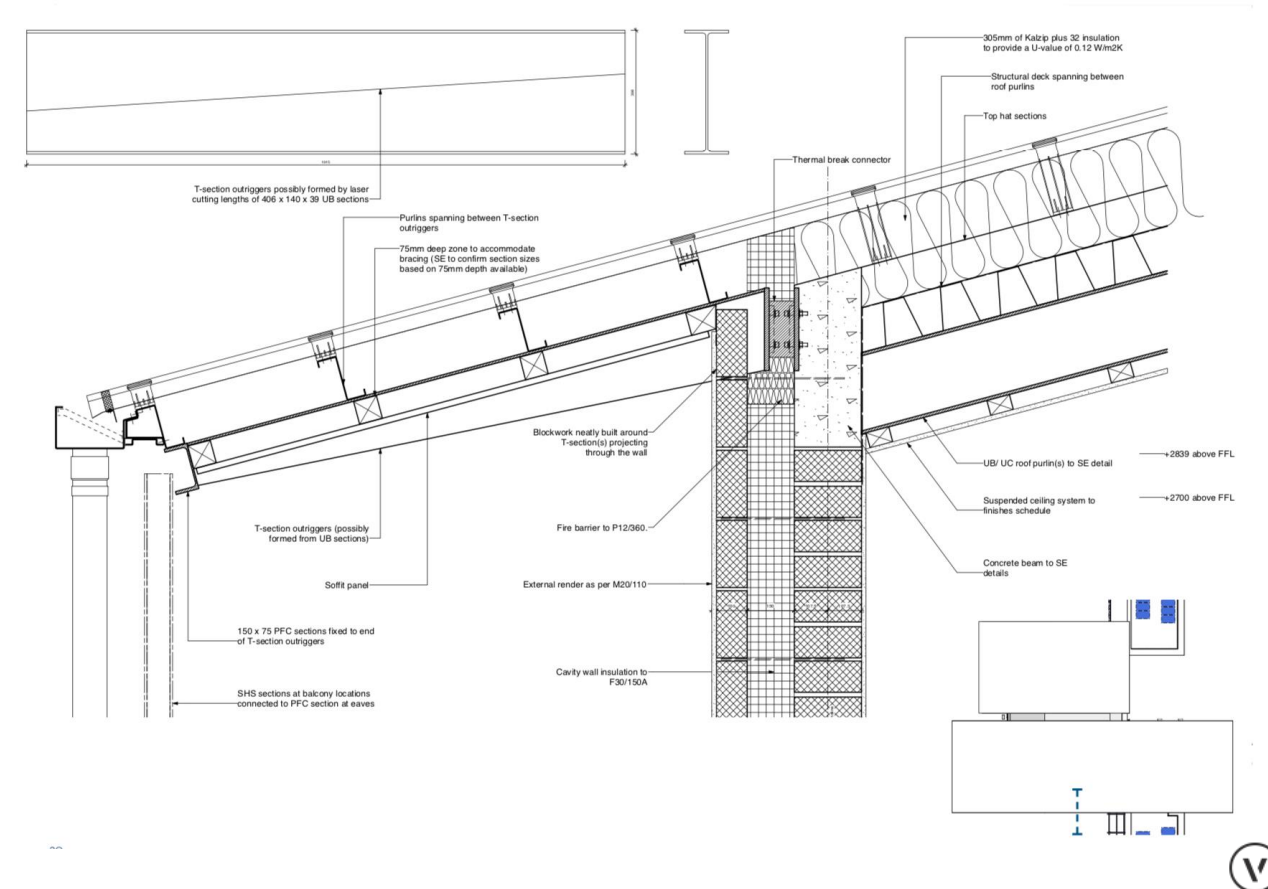 305mm of Kalzip plus 32 insulation
to provide a U-value of 0.12 W/m2K
Structural deck spanning between
roof purlins
Top hat sections
Thermal break connector
T-section outriggers possibly formed by laser
cutting lengths of 406 x 140 x 39 UB sections
Purlins spanning between T-section
outriggers
75mm deep zone to accommodate
bracing (SE to confirm section sizes
based on 75mm depth available)
Blockwork neatly built around
T-section(s) projecting
through the wall
UB/ UC roof purlin(s) to SE detail
+2839 above FFL
+2700 above FFL
Suspended ceiling system to
finishes schedule
Fire barrier to P12/360.
T-section outriggers (possibly
formed from UB sections)
Concrete beam to SE
details
Soffit panel
External render as per M20/110
150 x 75 PFC sections fixed to end
of T-section outriggers
Cavity wall insulation to
F30/150A
SHS sections at balcony locations
connected to PFC section at eaves